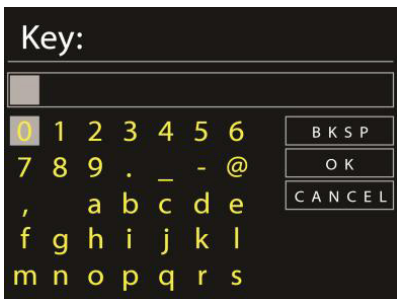 Key:
0 1 2 3 4 5 6 BKSP
7 8 9 . _ - @ OK
, a b c d e CANCEL
f g h i j k l
m n o p q r s